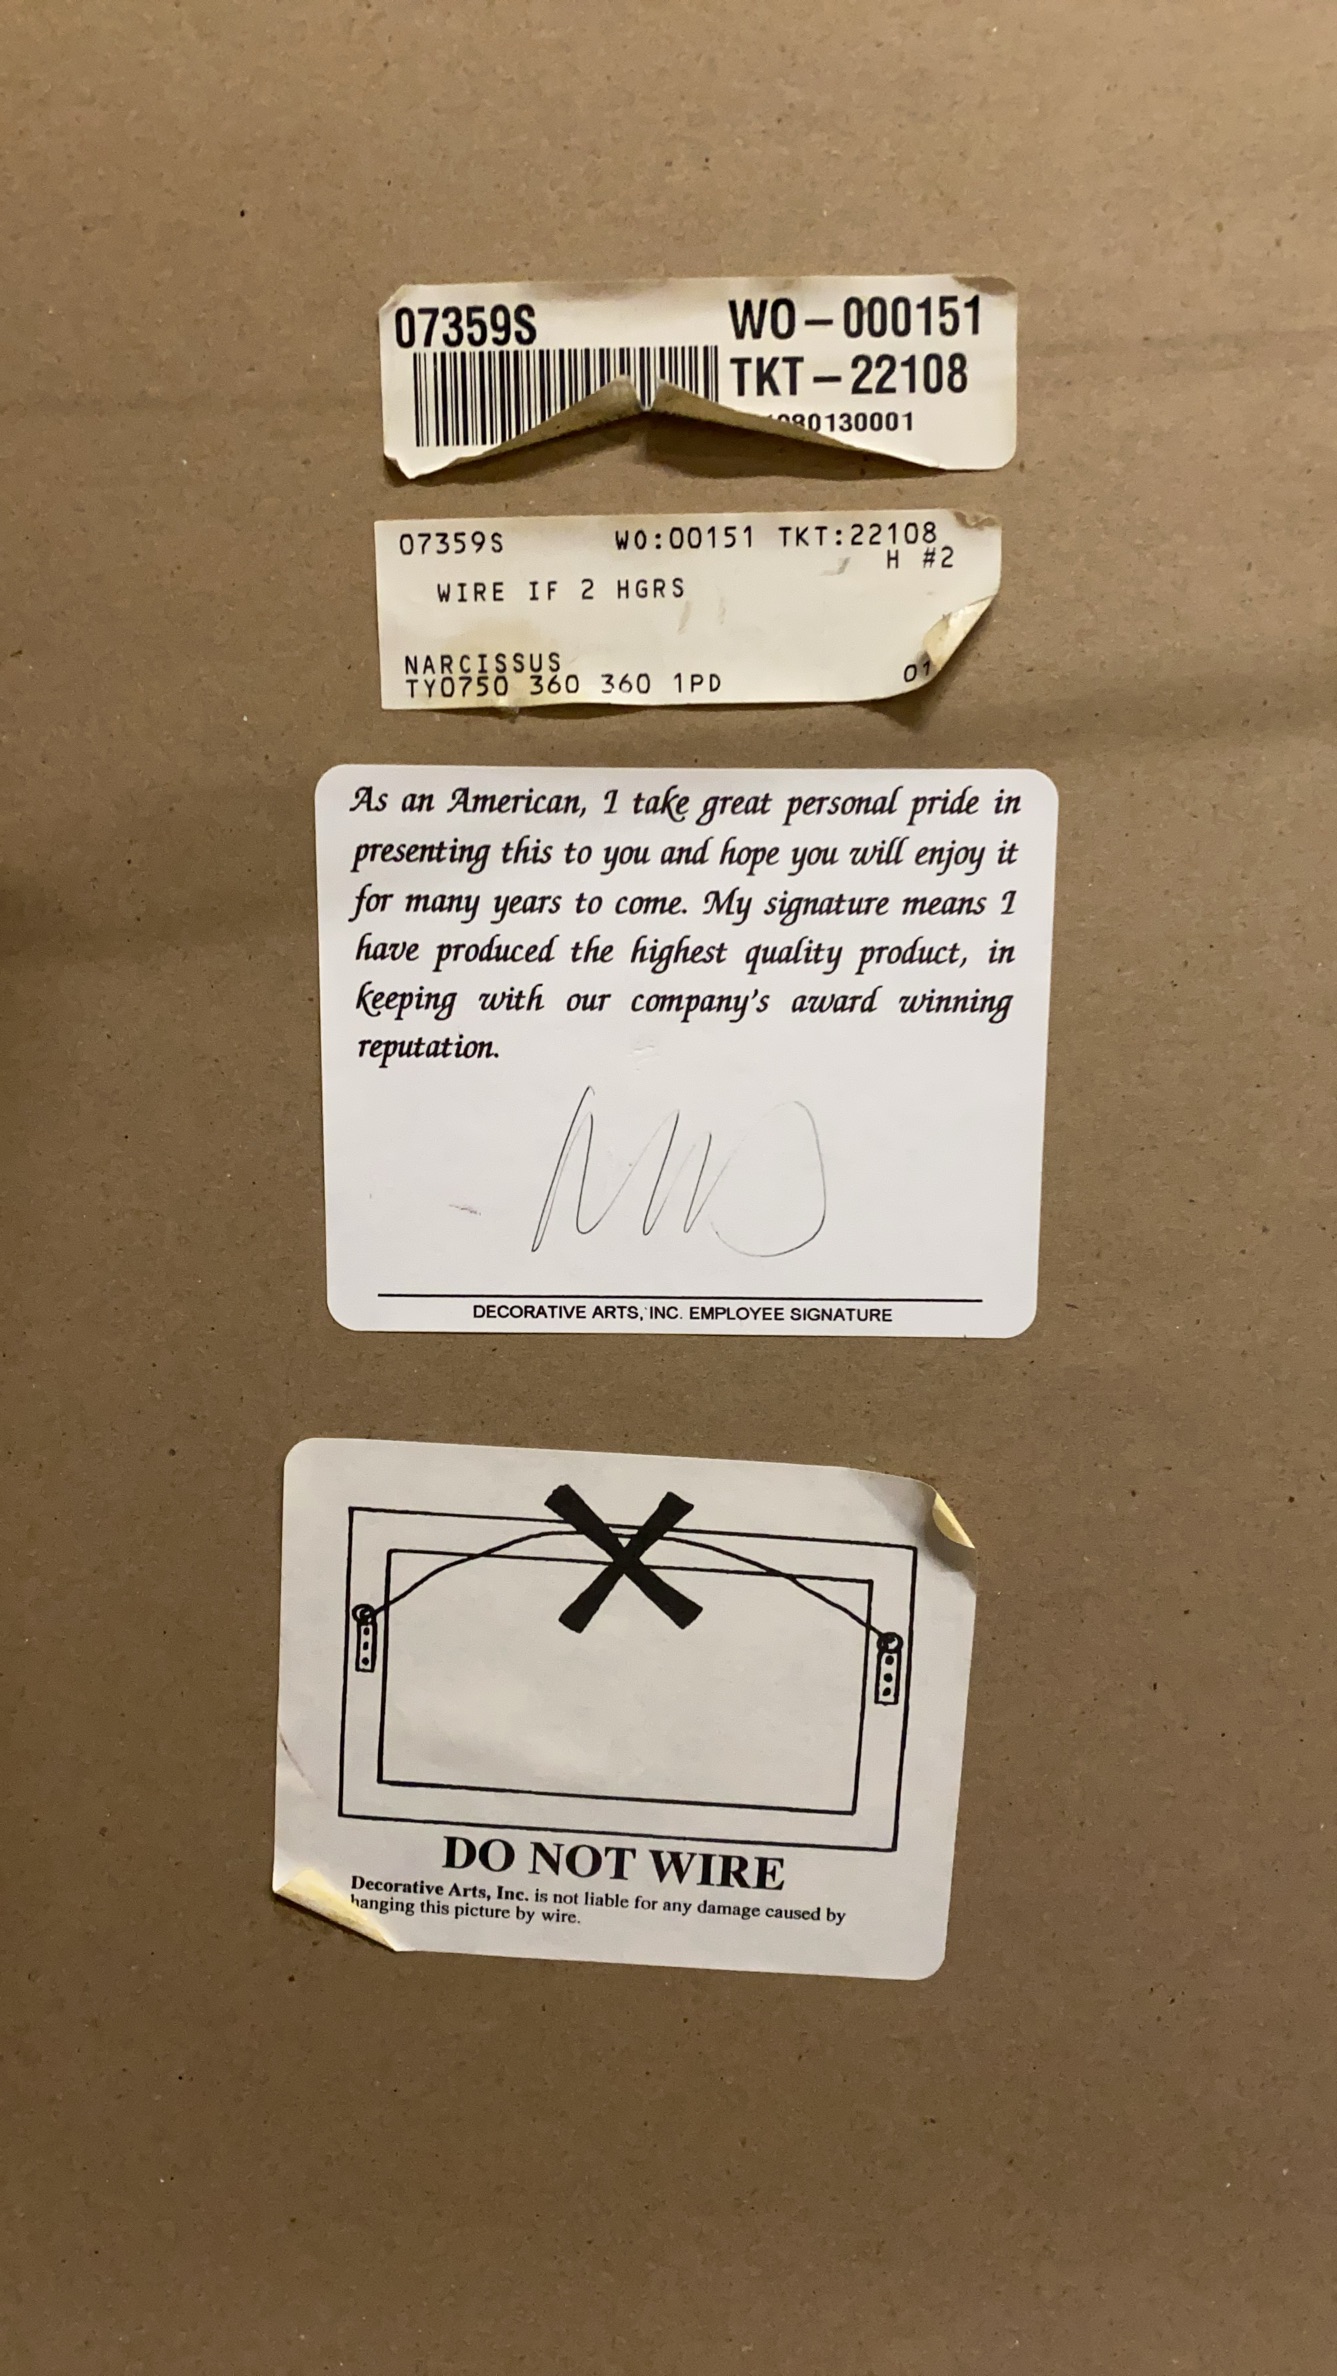 07359S WO-000151
TKT-22108
80130001
07359S WO:00151 TKT:22108
H #2
WIRE IF 2 HGRS
NARCISSUS
TY0750 360 360 1PD 01
As an American, I take great personal pride in
presenting this to you and hope you will enjoy it
for many years to come. My signature means I
have produced the highest quality product, in
keeping with our company's award winning
reputation.
DECORATIVE ARTS, INC. EMPLOYEE SIGNATURE
DO NOT WIRE
Decorative Arts, Inc. is not liable for any damage caused by
hanging this picture by wire.